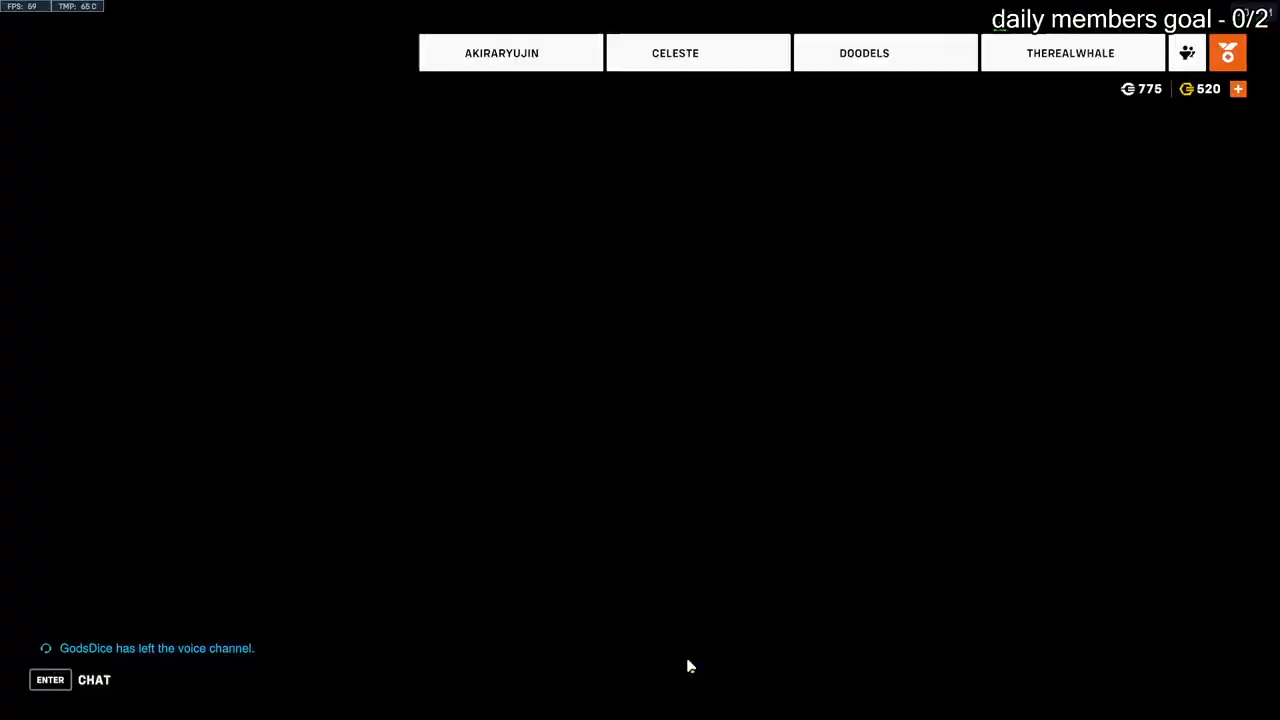 FPS: 59 TMP: 65 C
daily members goal - 0/2
AKIRARYUJIN CELESTE DOODELS THEREALWHALE
775 520 +
GodsDice has left the voice channel.
ENTER CHAT